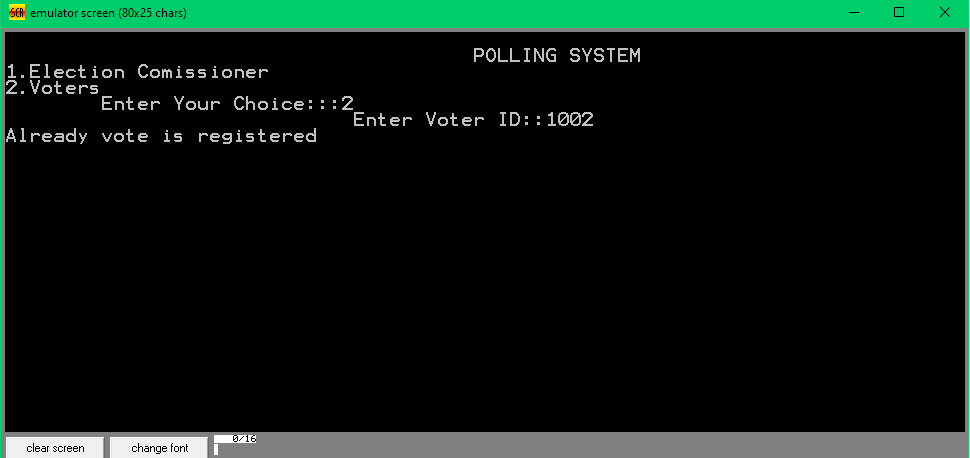 emulator screen (80x25 chars)
POLLING SYSTEM
1.Election Comissioner
2.Voters
Enter Your Choice:::2
Enter Voter ID::1002
Already vote is registered
clear screen
change font
0/16